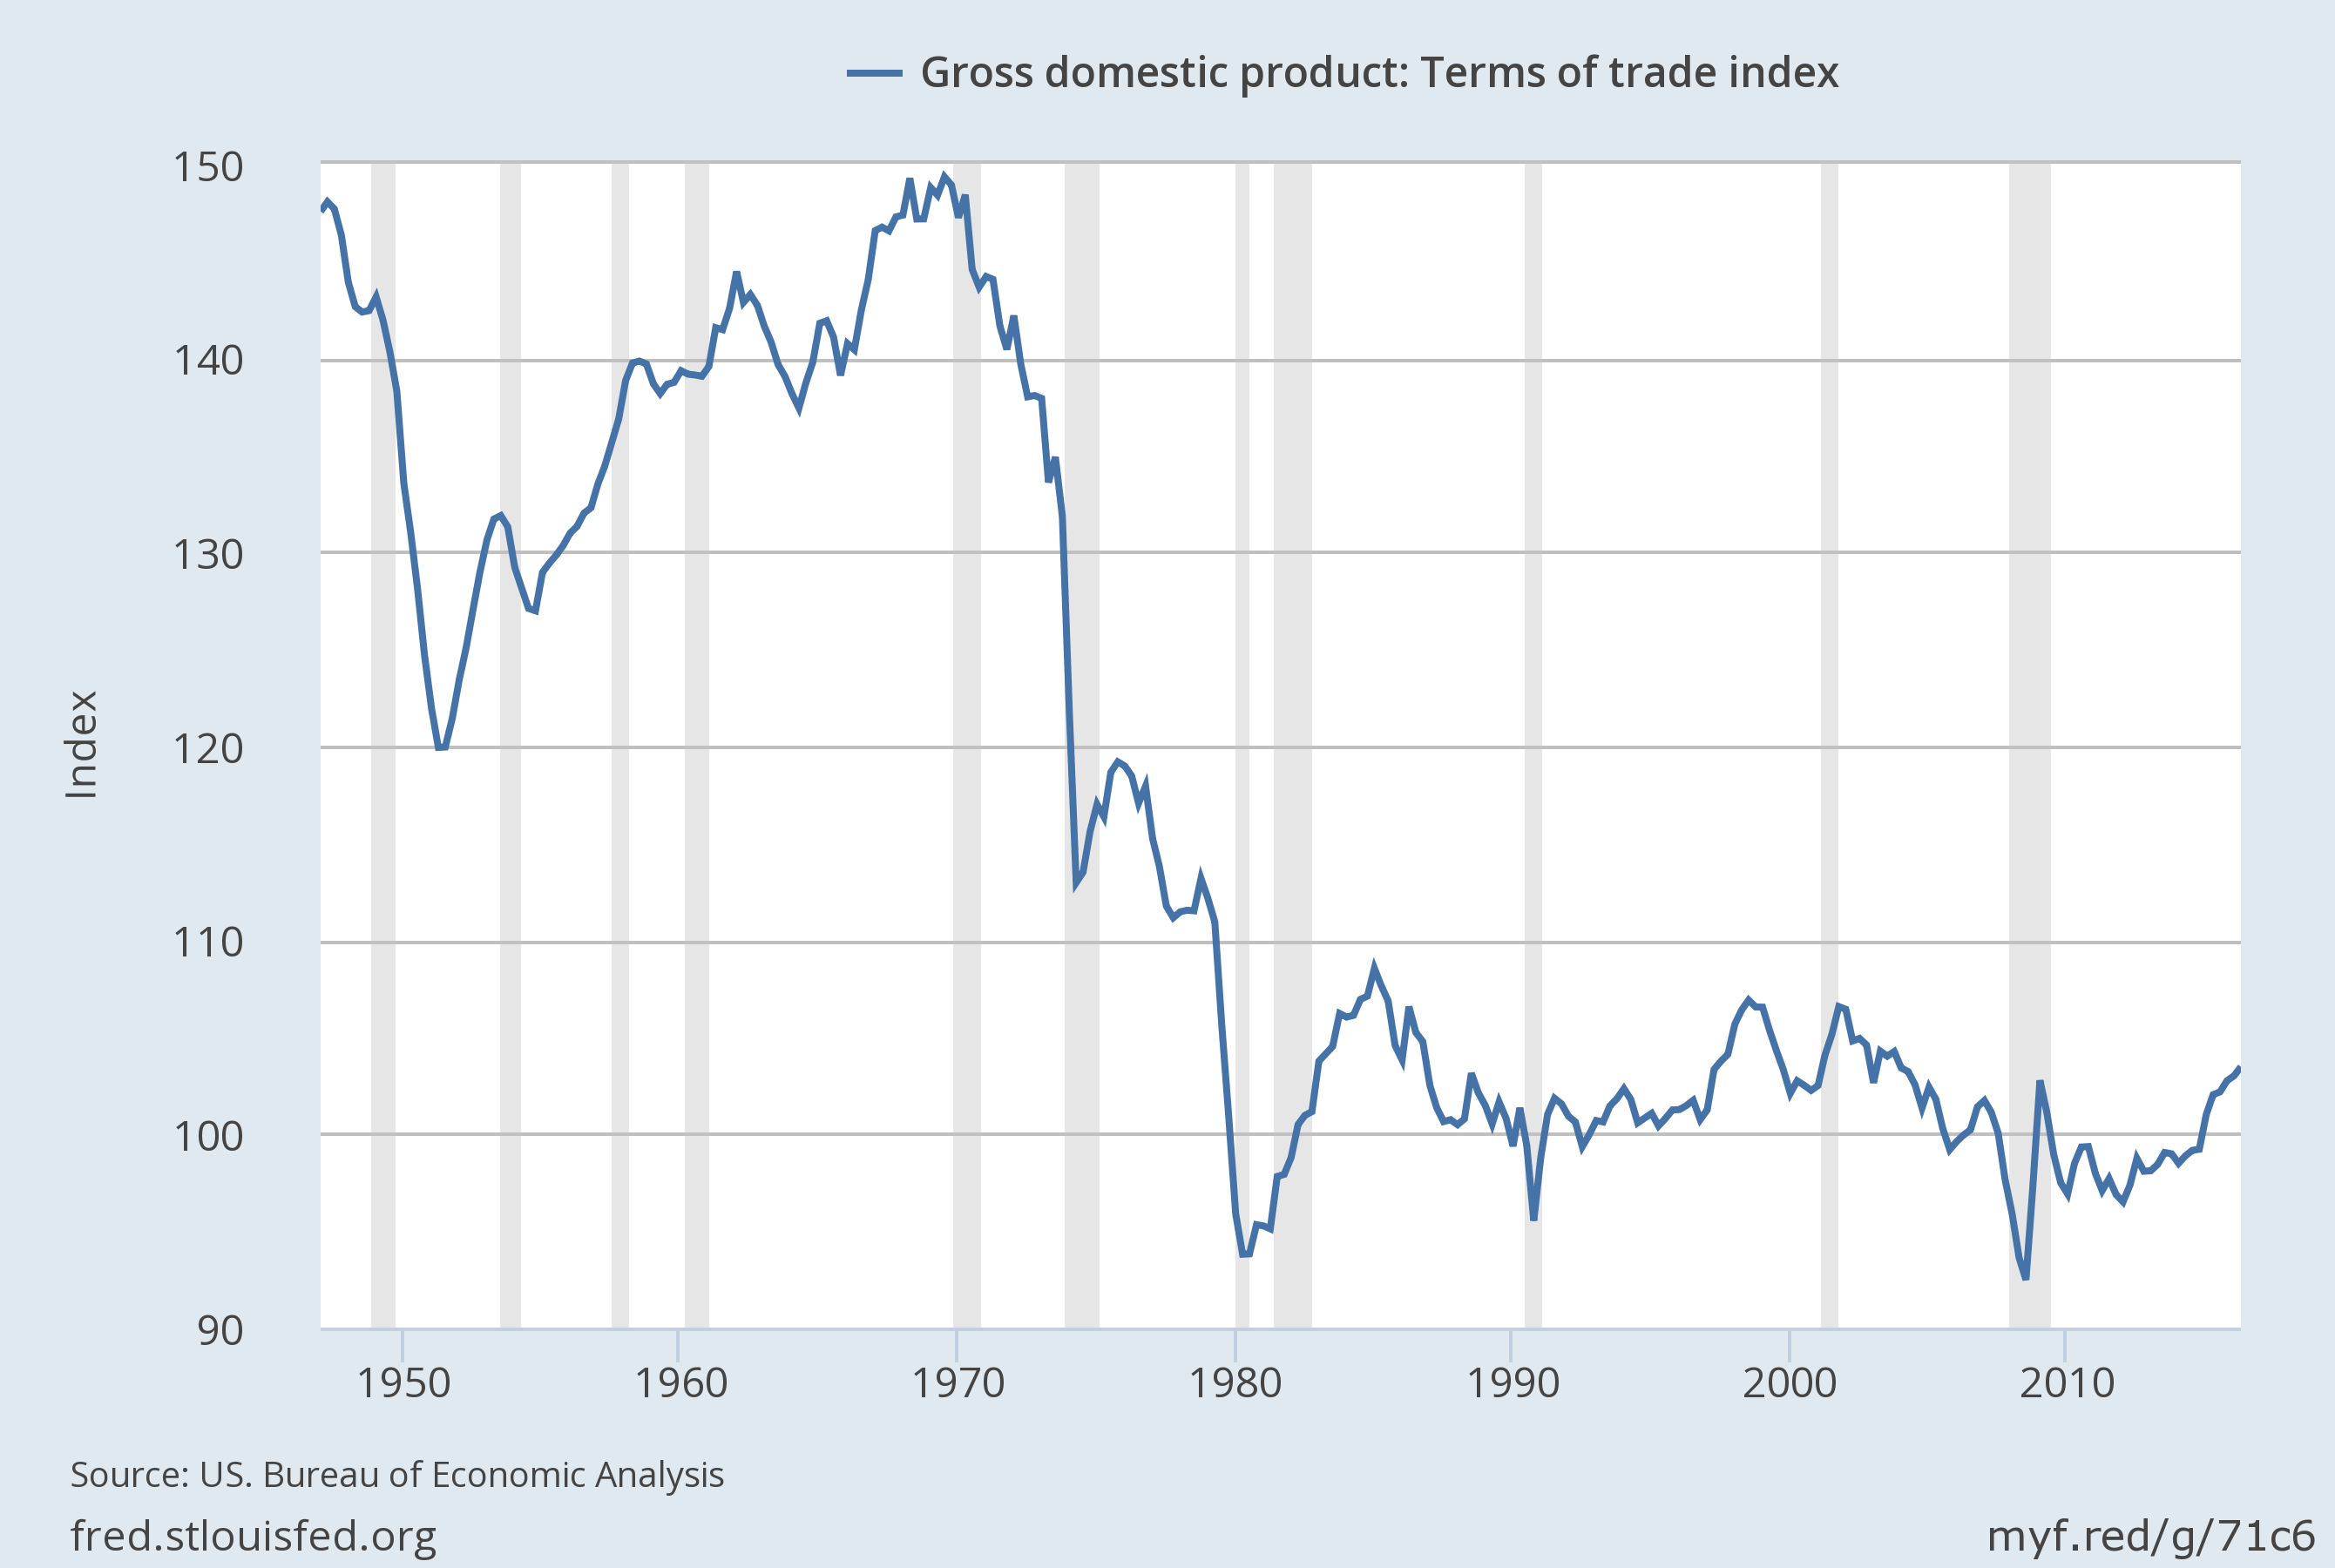 Gross domestic product: Terms of trade index
150
140
130
120
110
100
90
Index
1950 1960 1970 1980 1990 2000 2010
Source: US. Bureau of Economic Analysis
fred.stlouisfed.org myf.red/g/71c6